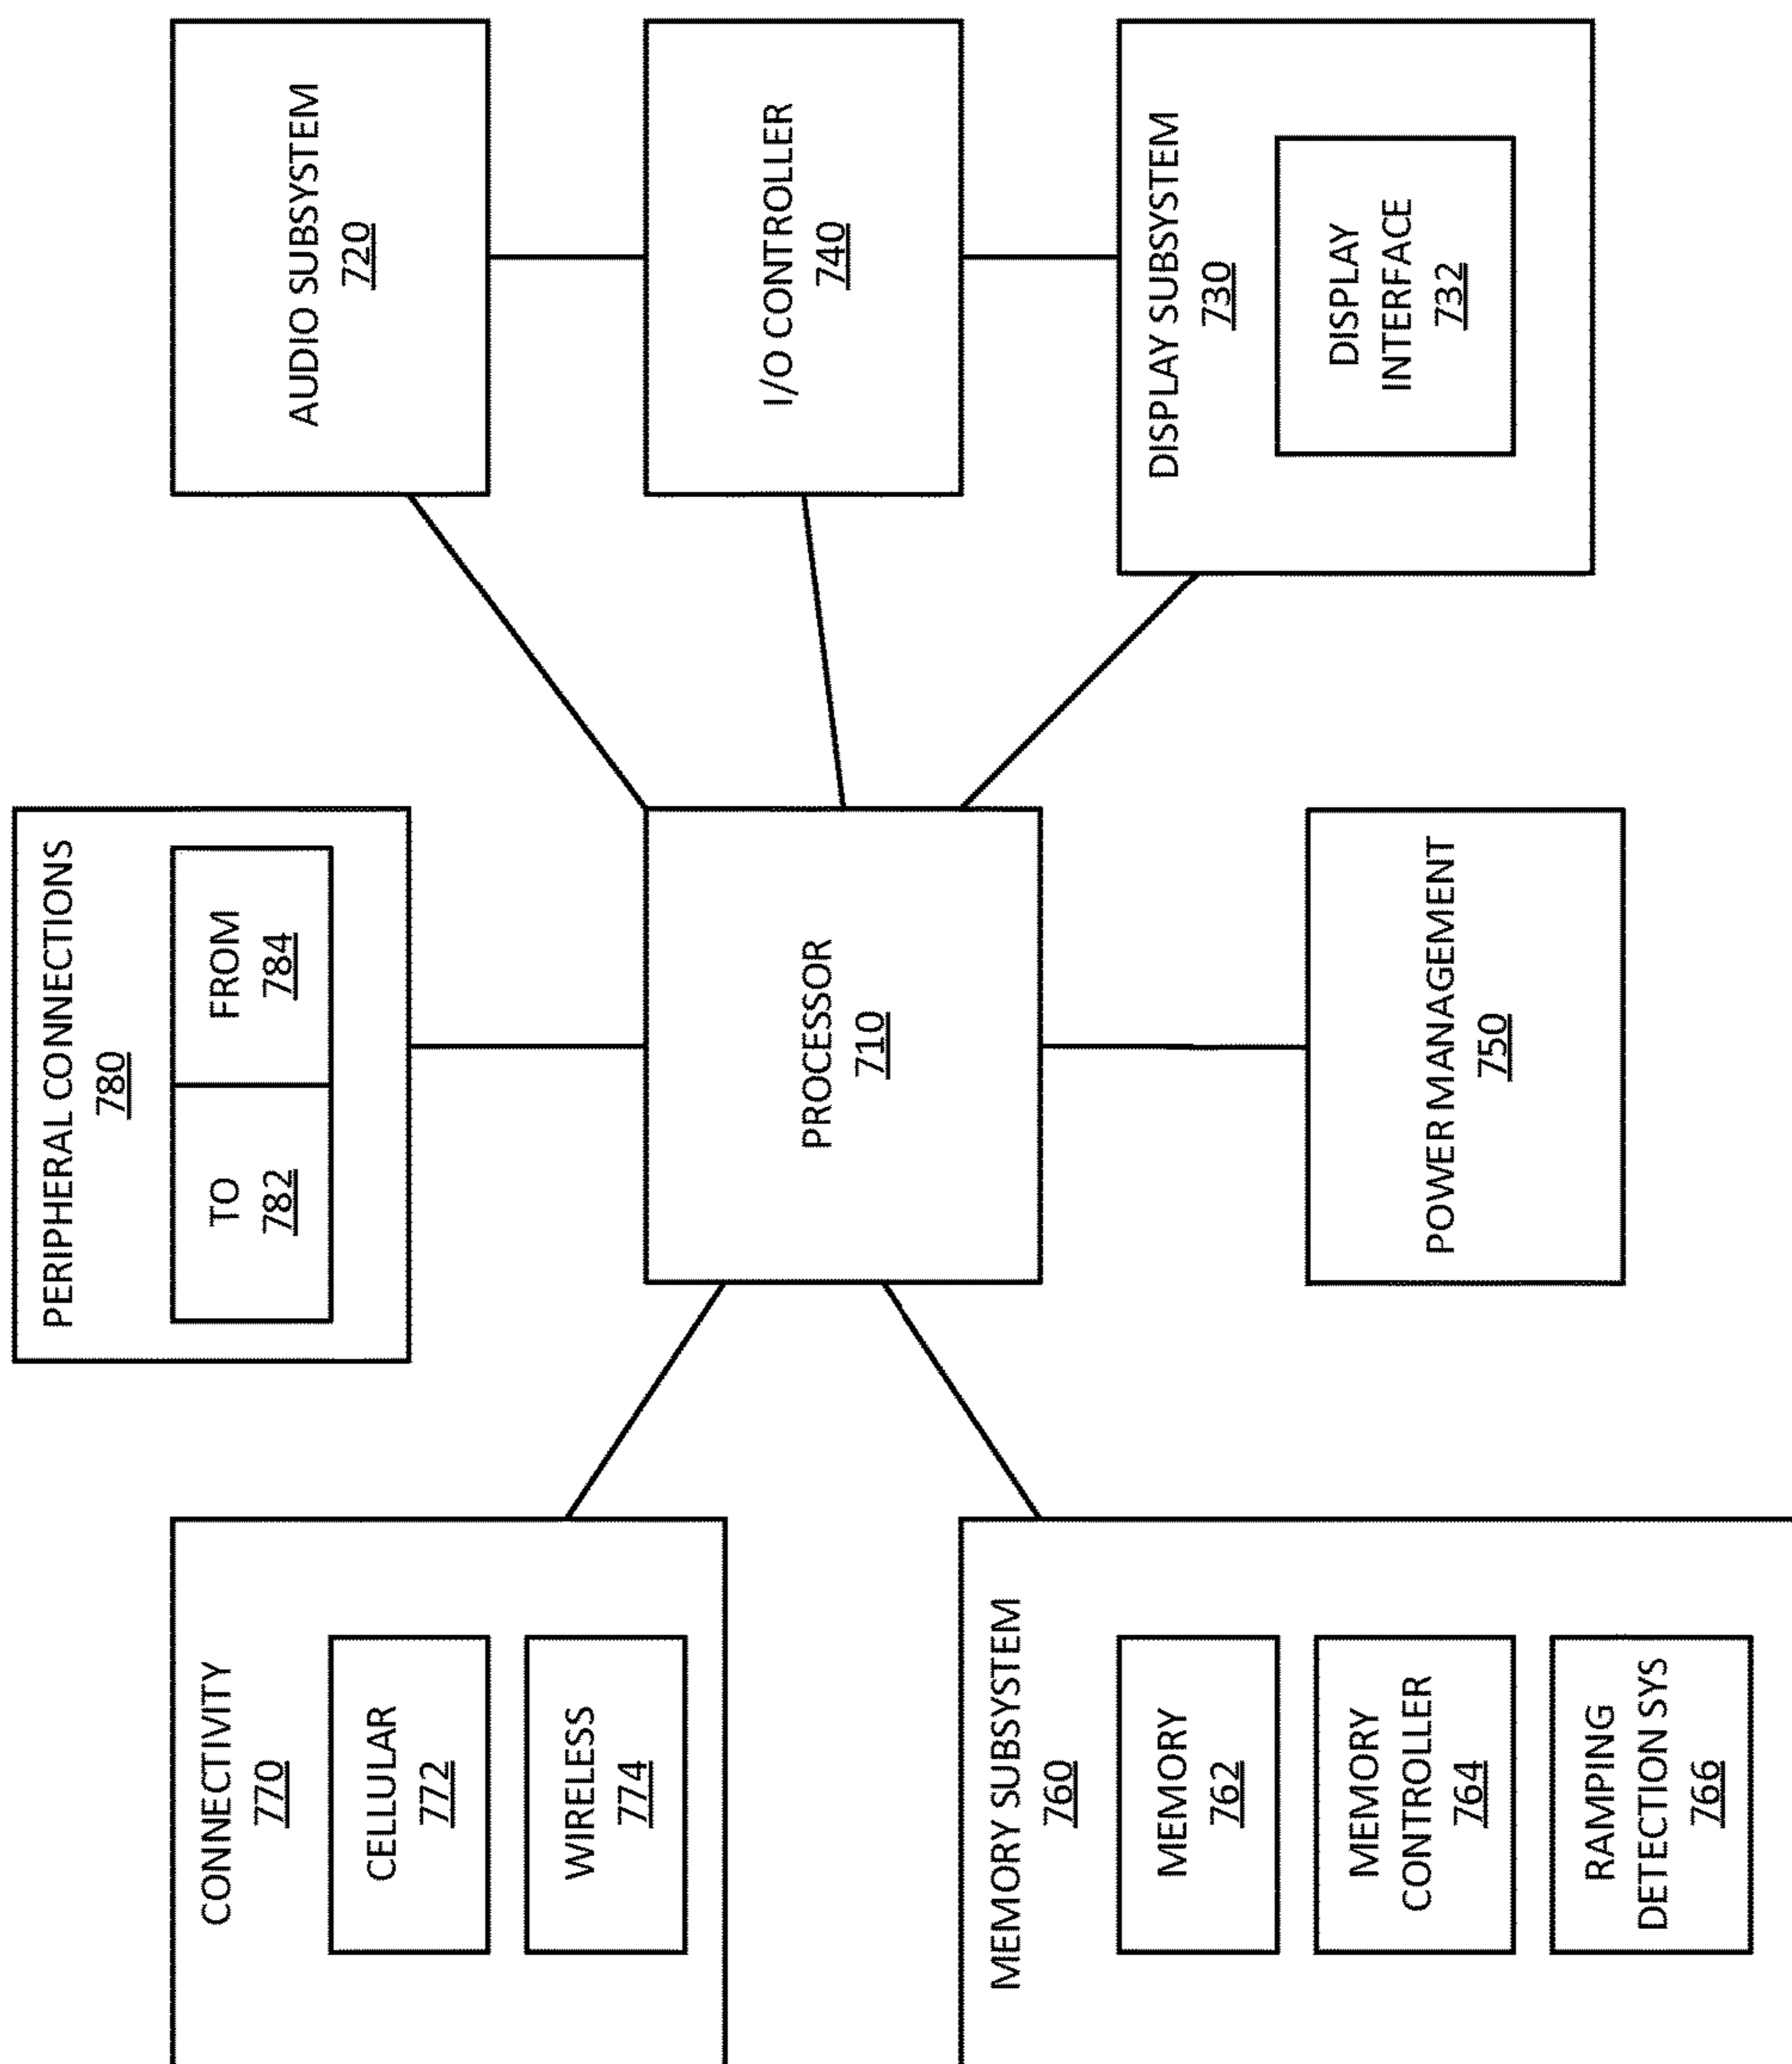 CONNECTIVITY
770
CELLULAR
772
WIRELESS
774
MEMORY SUBSYSTEM
760
MEMORY
762
MEMORY
CONTROLLER
764
RAMPING
DETECTION SYS
766
PERIPHERAL CONNECTIONS
780
TO
782
FROM
784
PROCESSOR
710
POWER MANAGEMENT
750
AUDIO SUBSYSTEM
720
I/O CONTROLLER
740
DISPLAY SUBSYSTEM
730
DISPLAY
INTERFACE
732